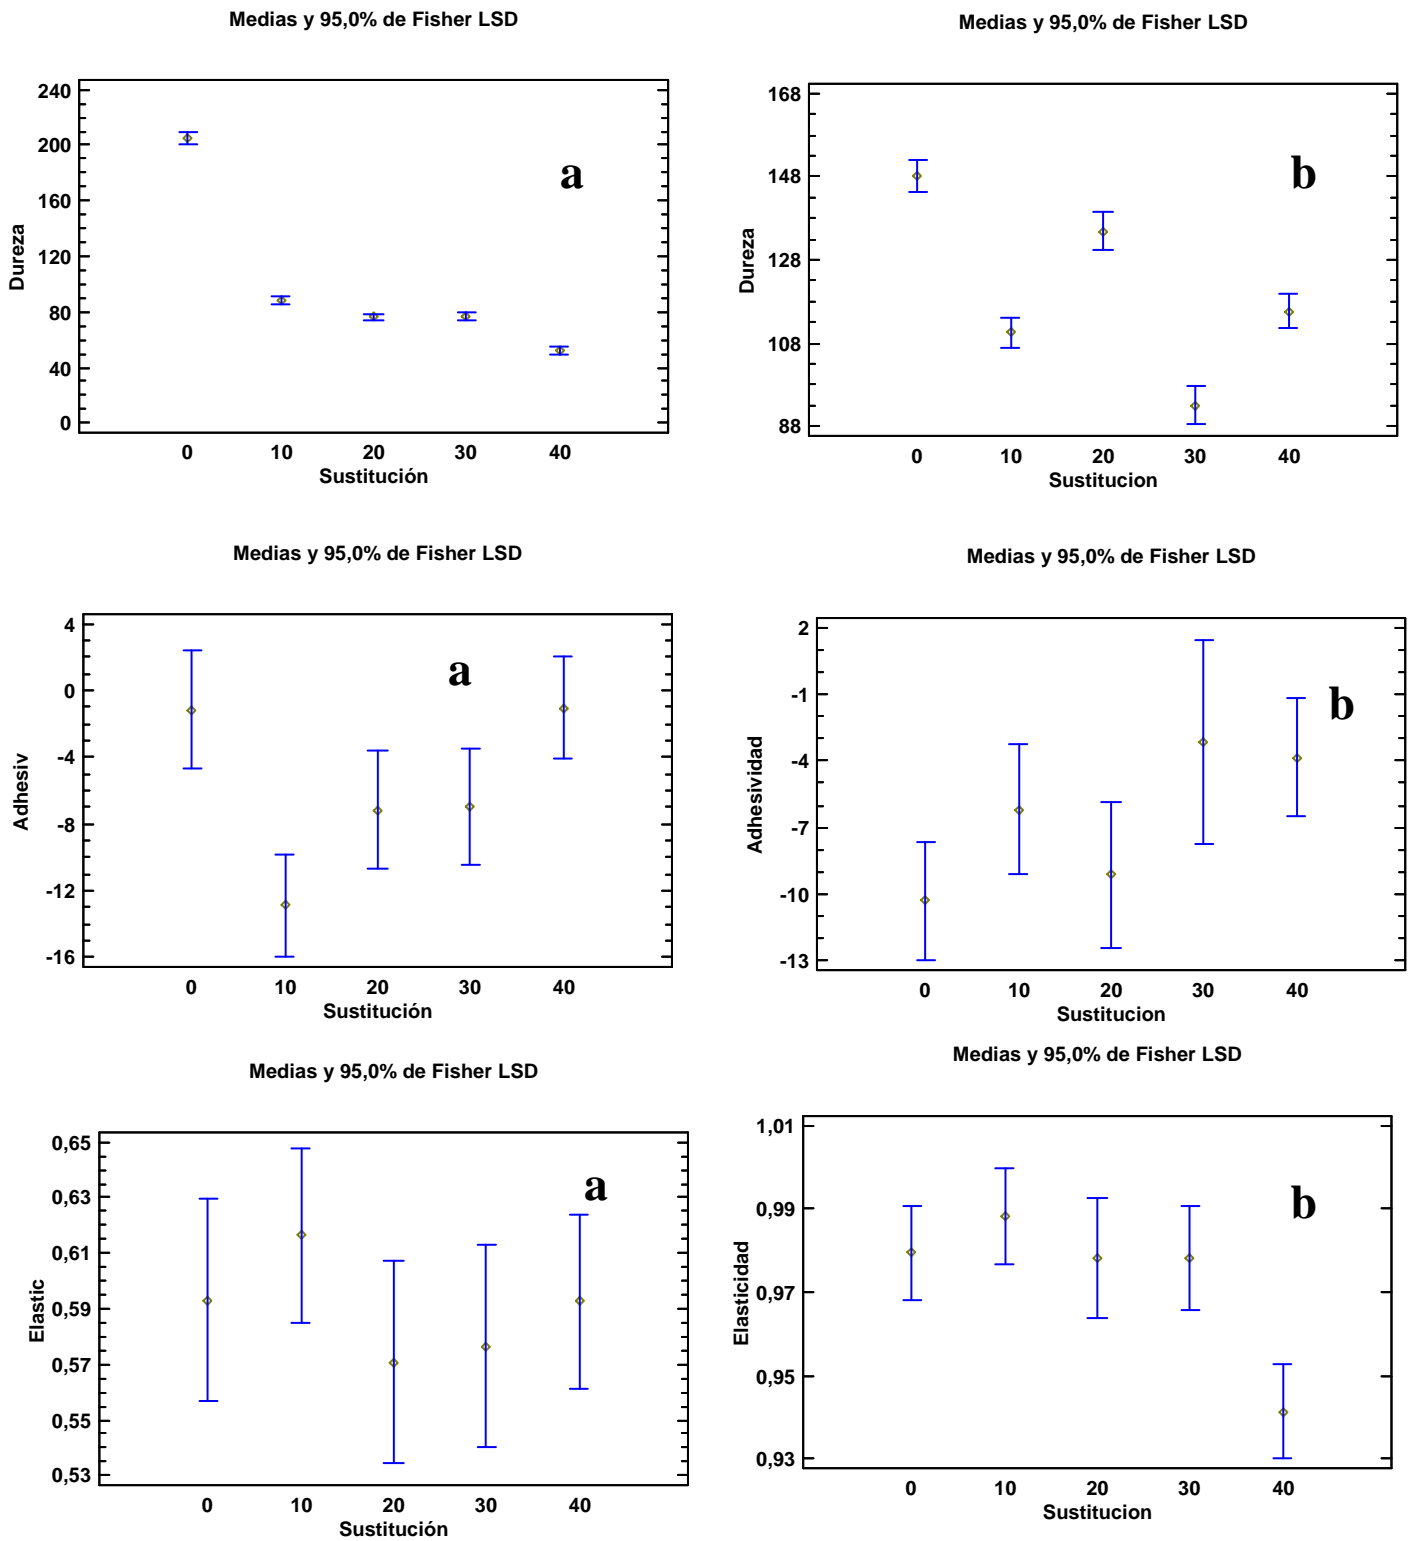 Medias y 95,0% de Fisher LSD
240
200
160
120
80
40
0
Dureza
a
0 10 20 30 40
Sustitución
Medias y 95,0% de Fisher LSD
168
148
128
108
88
Dureza
b
0 10 20 30 40
Sustitucion
Medias y 95,0% de Fisher LSD
4
0
-4
-8
-12
-16
Adhesiv
a
0 10 20 30 40
Sustitución
Medias y 95,0% de Fisher LSD
2
-1
-4
-7
-10
-13
Adhesividad
b
0 10 20 30 40
Sustitucion
Medias y 95,0% de Fisher LSD
0,65
0,63
0,61
0,59
0,57
0,55
0,53
Elastic
a
0 10 20 30 40
Sustitución
Medias y 95,0% de Fisher LSD
1,01
0,99
0,97
0,95
0,93
Elasticidad
b
0 10 20 30 40
Sustitucion